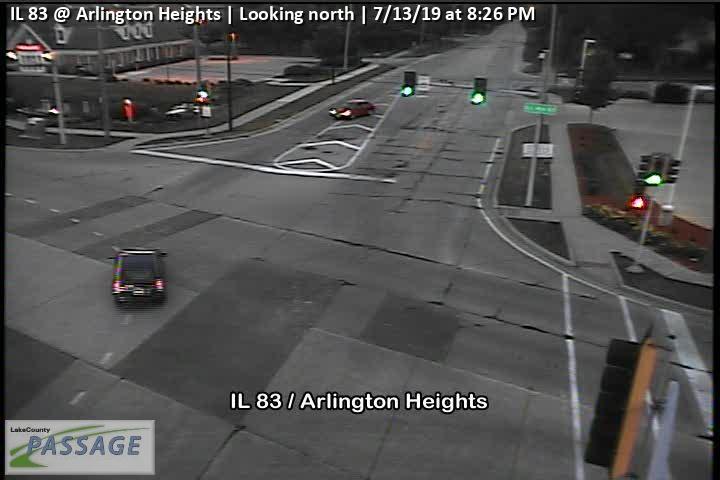 IL 83 @ Arlington Heights | Looking north | 7/13/19 at 8:26 PM
IL 83 / Arlington Heights
LakeCounty
PASSAGE